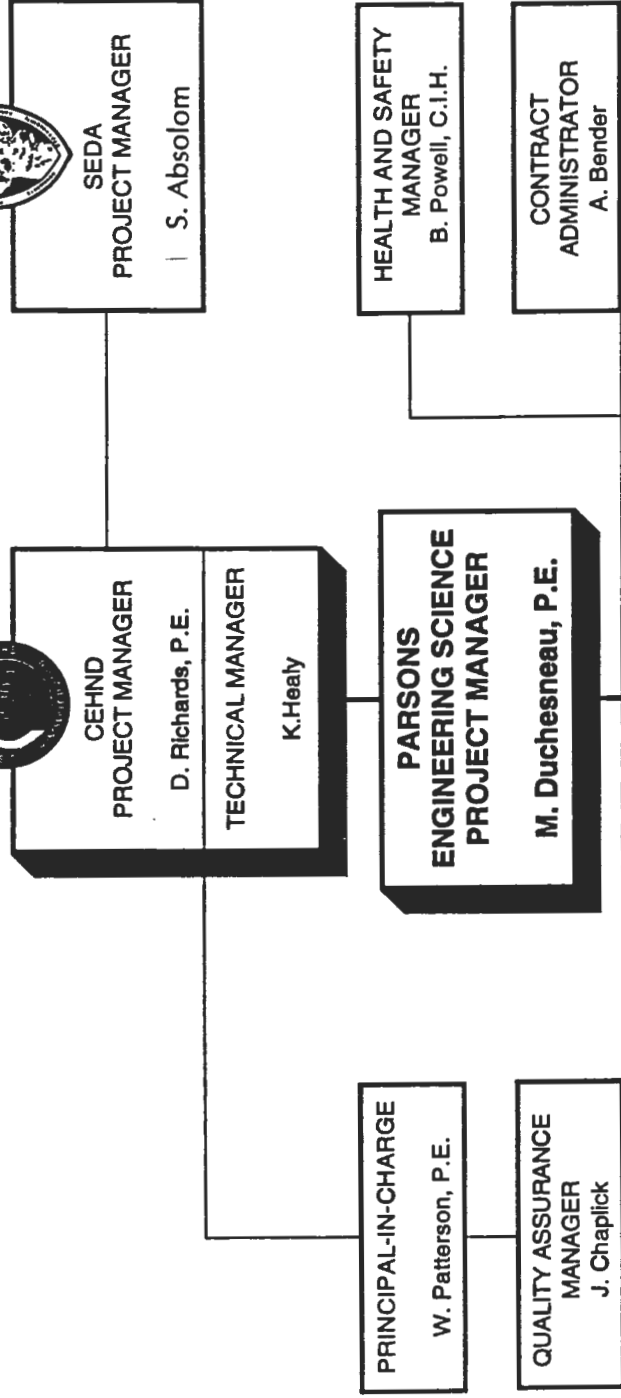 CEHND
PROJECT MANAGER
D. Richards, P.E.
TECHNICAL MANAGER
K.Healy
SEDA
PROJECT MANAGER
S. Absolom
PARSONS
ENGINEERING SCIENCE
PROJECT MANAGER
M. Duchesneau, P.E.
PRINCIPAL-IN-CHARGE
W. Patterson, P.E.
QUALITY ASSURANCE
MANAGER
J. Chaplick
HEALTH AND SAFETY
MANAGER
B. Powell, C.I.H.
CONTRACT
ADMINISTRATOR
A. Bender